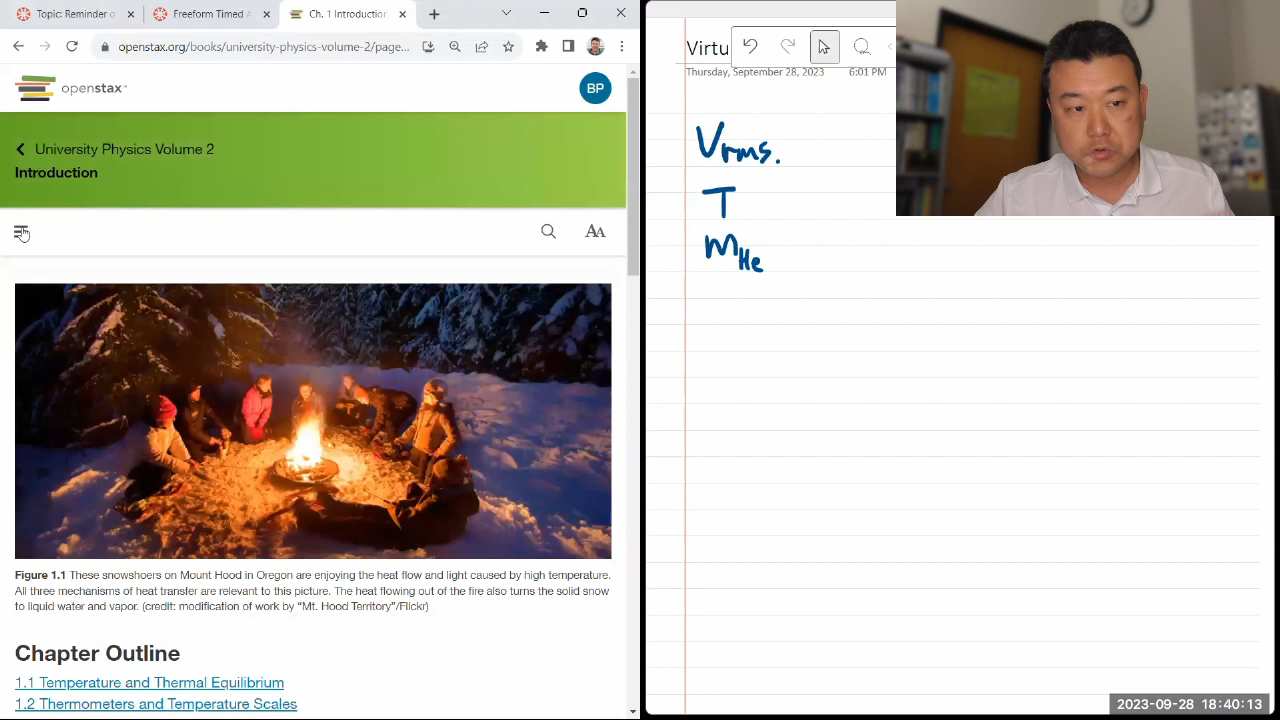 Topic: Reminder o
Freeform Timed A
Ch. 1 Introduction
openstax.org/books/university-physics-volume-2/page...
openstax
BP
University Physics Volume 2
Introduction
AA
Figure 1.1 These snowshoers on Mount Hood in Oregon are enjoying the heat flow and light caused by high temperature.
All three mechanisms of heat transfer are relevant to this picture. The heat flowing out of the fire also turns the solid snow
to liquid water and vapor. (credit: modification of work by “Mt. Hood Territory”/Flickr)
Chapter Outline
1.1 Temperature and Thermal Equilibrium
1.2 Thermometers and Temperature Scales
Virtu
Thursday, September 28, 2023 6:01 PM
Vrms.
T
mHe
2023-09-28 18:40:13